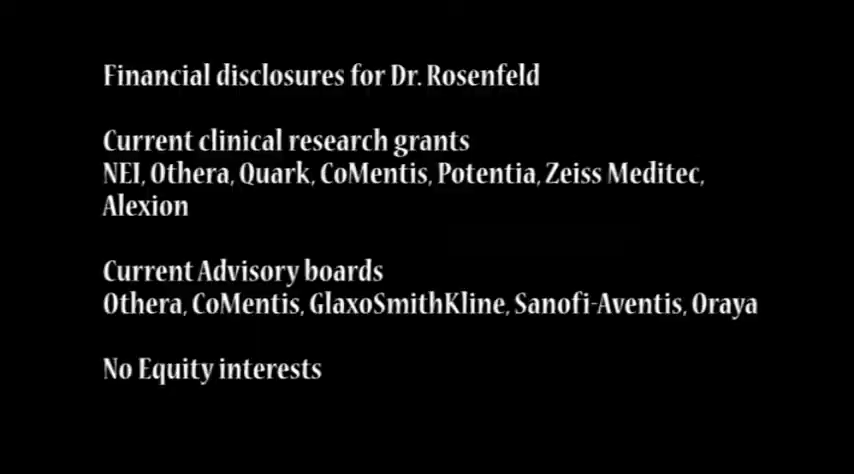 Financial disclosures for Dr. Rosenfeld
Current clinical research grants
NEI, Othera, Quark, CoMentis, Potentia, Zeiss Meditec,
Alexion
Current Advisory boards
Othera, CoMentis, GlaxoSmithKline, Sanofi-Aventis, Oraya
No Equity interests